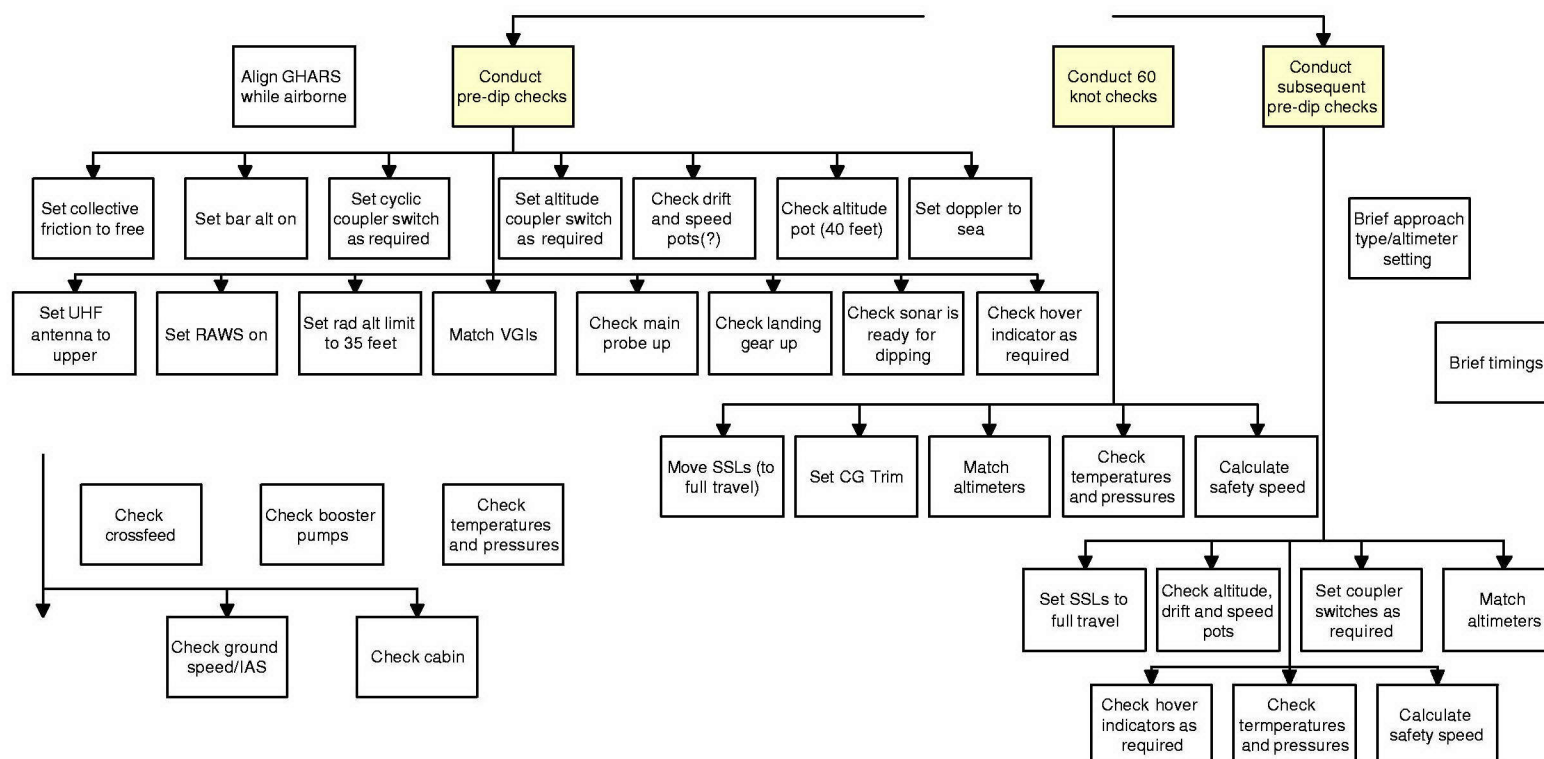 Align GHARS
while airborne
Conduct
pre-dip checks
Conduct 60
knot checks
Conduct
subsequent
pre-dip checks
Set collective
friction to free
Set bar alt on
Set cyclic
coupler switch
as required
Set altitude
coupler switch
as required
Check drift
and speed
pots(?)
Check altitude
pot (40 feet)
Set doppler to
sea
Brief approach
type/altimeter
setting
Set UHF
antenna to
upper
Set RAWS on
Set rad alt limit
to 35 feet
Match VGIs
Check main
probe up
Check landing
gear up
Check sonar is
ready for
dipping
Check hover
indicator as
required
Brief timings
Move SSLs (to
full travel)
Set CG Trim
Match
altimeters
Check
temperatures
and pressures
Calculate
safety speed
Check
crossfeed
Check booster
pumps
Check
temperatures
and pressures
Set SSLs to
full travel
Check altitude,
drift and speed
pots
Set coupler
switches as
required
Match
altimeters
Check ground
speed/IAS
Check cabin
Check hover
indicators as
required
Check
termperatures
and pressures
Calculate
safety speed